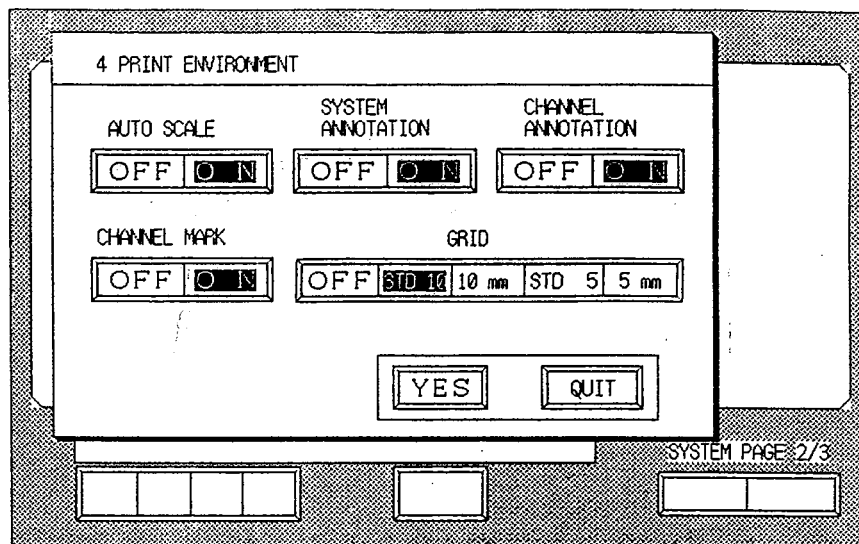 4 PRINT ENVIRONMENT
AUTO SCALE
SYSTEM
ANNOTATION
CHANNEL
ANNOTATION
OFF ON
OFF ON
OFF ON
CHANNEL MARK
GRID
OFF ON
OFF STD 10 10 mm STD 5 5 mm
YES
QUIT
SYSTEM PAGE 2/3